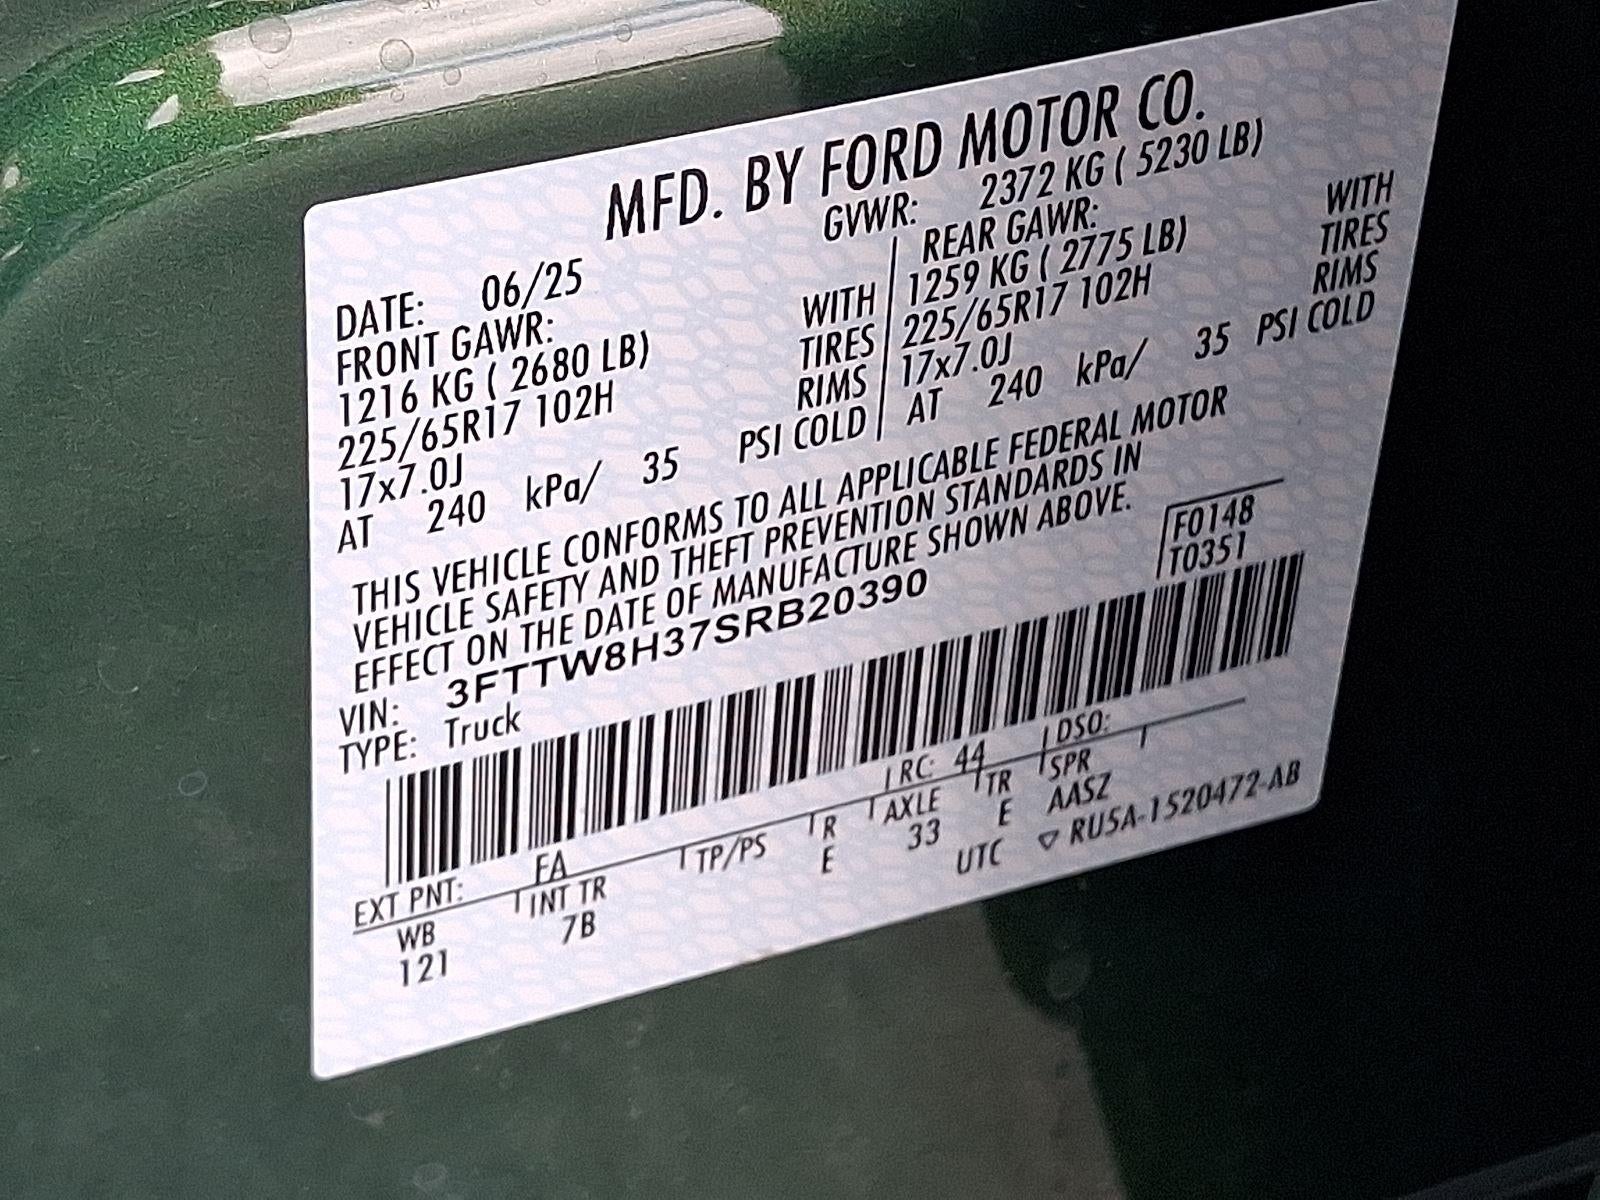 MFD. BY FORD MOTOR CO.
DATE: 06/25 GVWR: 2372 KG ( 5230 LB)
FRONT GAWR:
1216 KG ( 2680 LB) WITH
225/65R17 102H TIRES
17x7.0J RIMS
AT 240 kPa/ 35 PSI COLD
REAR GAWR:
1259 KG ( 2775 LB) WITH
225/65R17 102H TIRES
17x7.0J RIMS
AT 240 kPa/ 35 PSI COLD
THIS VEHICLE CONFORMS TO ALL APPLICABLE FEDERAL MOTOR
VEHICLE SAFETY AND THEFT PREVENTION STANDARDS IN
EFFECT ON THE DATE OF MANUFACTURE SHOWN ABOVE.
F0148
T0351
VIN: 3FTTW8H37SRB20390
TYPE: Truck
EXT PNT: FA RC: 44 DSO:
WB INT TR TP/PS R AXLE TR SPR
121 7B E 33 E AASZ
UTC ▽ RU5A-1520472-AB